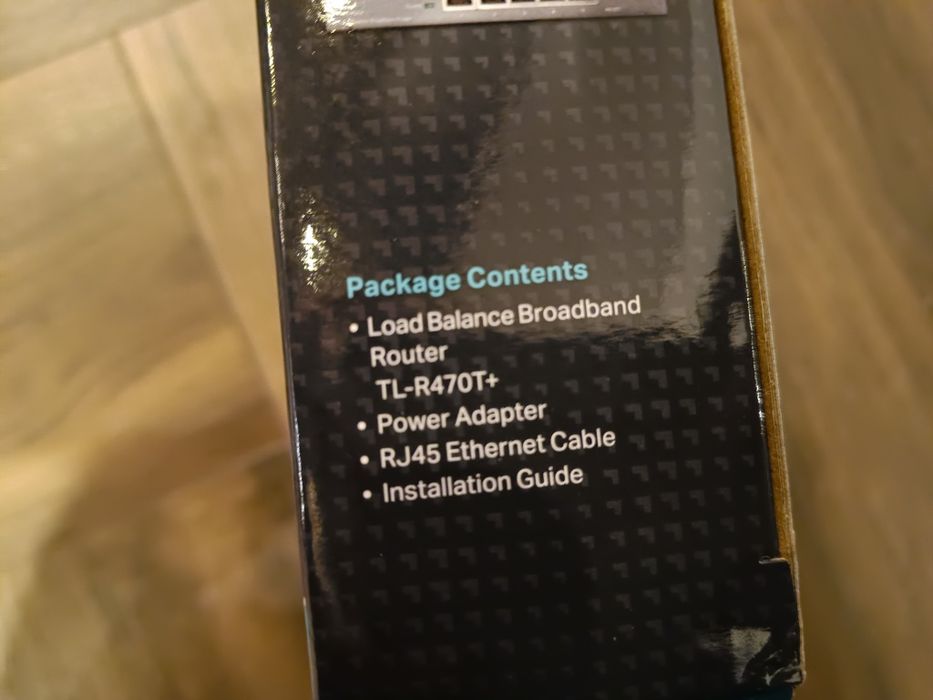 Package Contents
• Load Balance Broadband
Router
TL-R470T+
• Power Adapter
• RJ45 Ethernet Cable
• Installation Guide